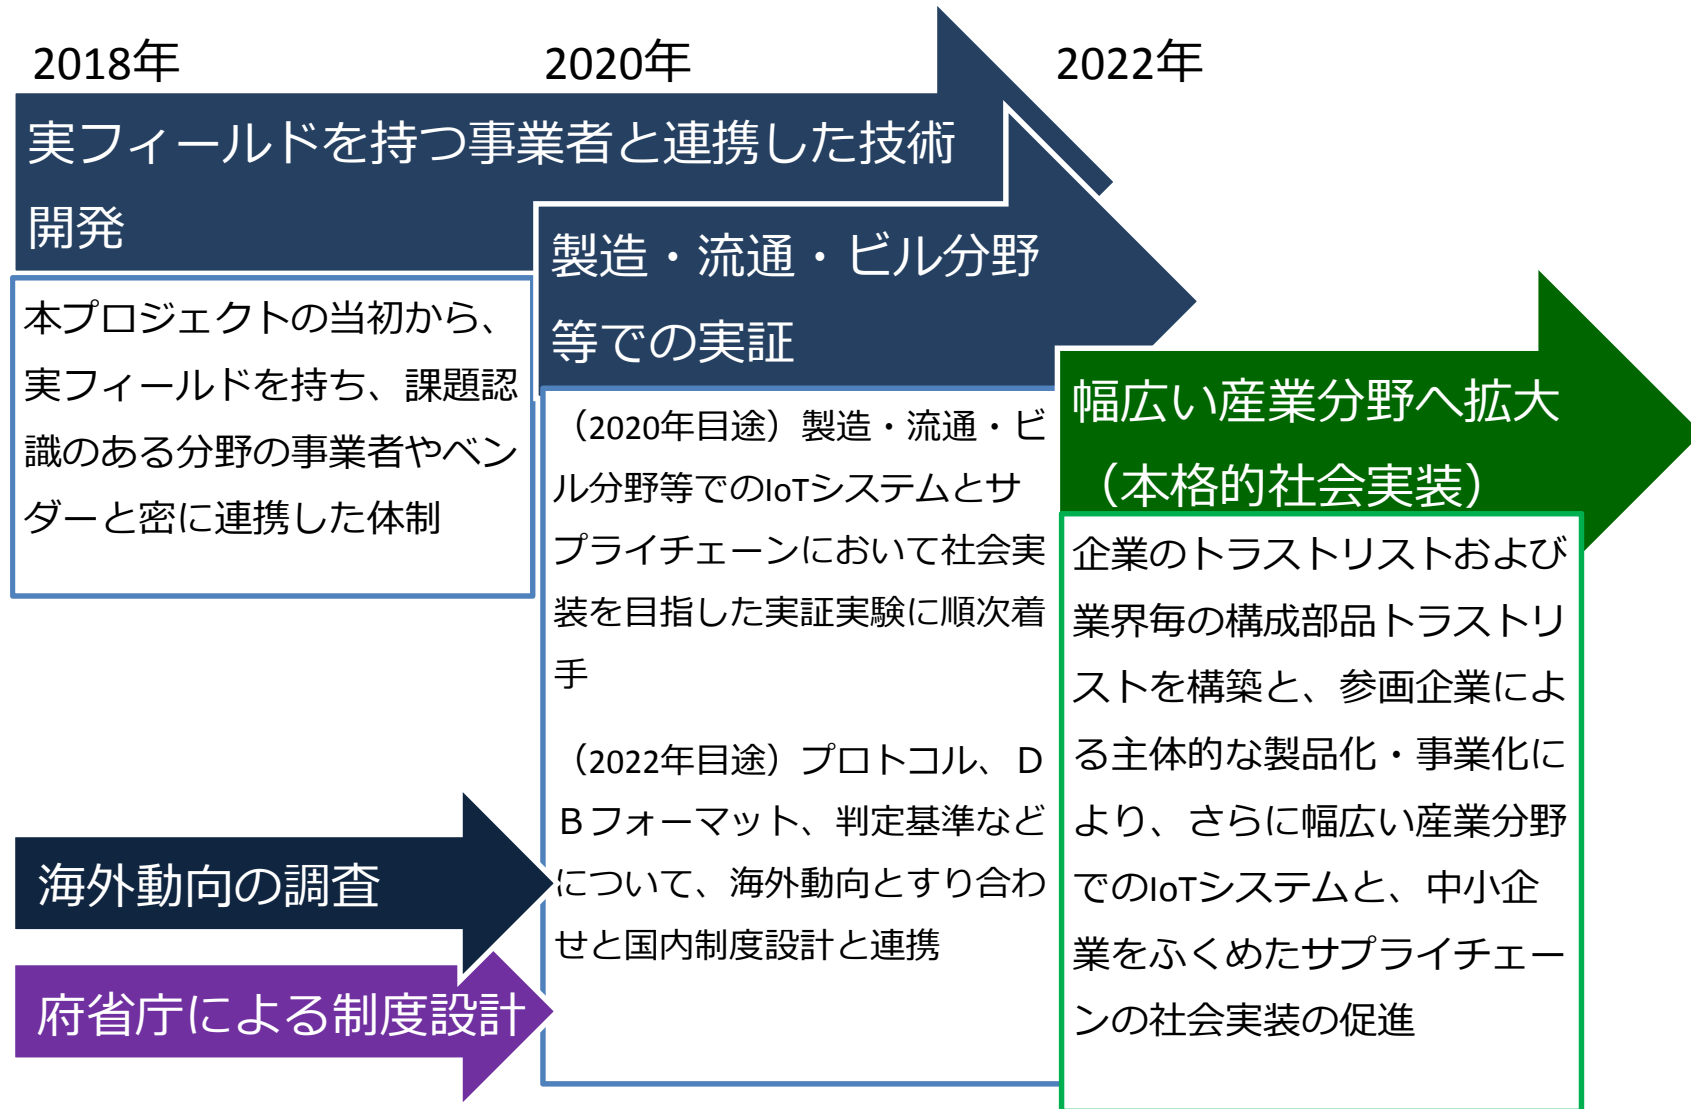 2018年
2020年
2022年
実フィールドを持つ事業者と連携した技術
開発
本プロジェクトの当初から、
実フィールドを持ち、課題認
識のある分野の事業者やベン
ダーと密に連携した体制
製造・流通・ビル分野
等での実証
（2020年目途）製造・流通・ビ
ル分野等でのIoTシステムとサ
プライチェーンにおいて社会実
装を目指した実証実験に順次着
手
（2022年目途）プロトコル、Ｄ
Ｂフォーマット、判定基準など
について、海外動向とすり合わ
せと国内制度設計と連携
幅広い産業分野へ拡大
（本格的社会実装）
企業のトラストリストおよび
業界毎の構成部品トラストリ
ストを構築と、参画企業によ
る主体的な製品化・事業化に
より、さらに幅広い産業分野
でのIoTシステムと、中小企
業をふくめたサプライチェー
ンの社会実装の促進
海外動向の調査
府省庁による制度設計